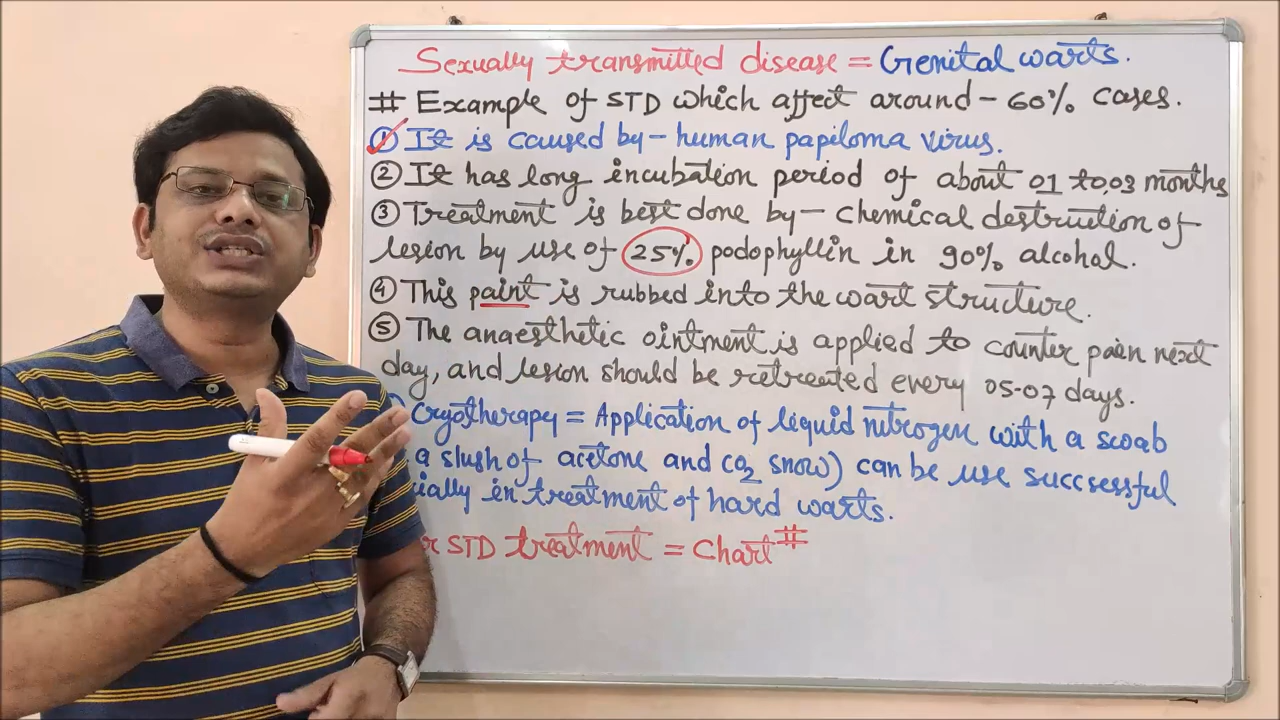 Sexually transmitted disease = Genital warts.
# Example of STD which affect around - 60% cases.
① It is caused by - human papiloma virus.
② It has long incubation period of about 01 to 03 months
③ Treatment is best done by - chemical destruction of
lesion by use of 25% podophyllin in 90% alcohol.
④ This paint is rubbed into the wart structure.
⑤ The anaesthetic ointment is applied to counter pain next
day, and lesion should be retreated every 05-07 days.
Cryotherapy = Application of liquid nitrogen with a swab
a slush of acetone and CO2 snow) can be use successful
cially in treatment of hard warts.
STD treatment = Chart #